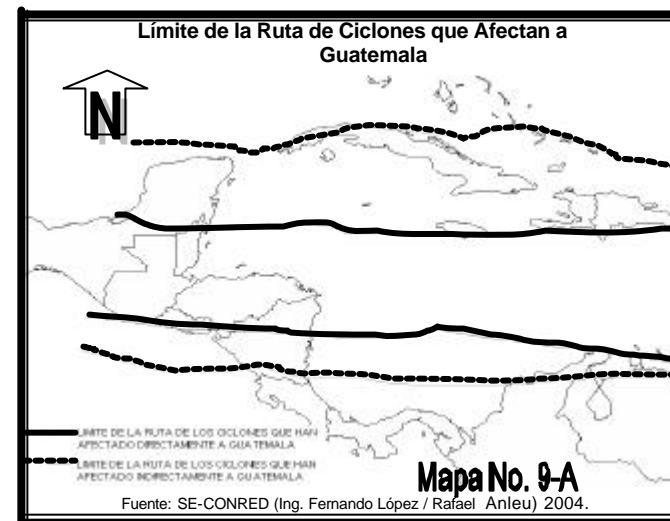 Límite de la Ruta de Ciclones que Afectan a
Guatemala
N
LIMITE DE LA RUTA DE LOS CICLONES QUE HAN
AFECTADO DIRECTAMENTE A GUATEMALA
LIMITE DE LA RUTA DE LOS CICLONES QUE HAN
AFECTADO INDIRECTAMENTE A GUATEMALA
Mapa No. 9-A
Fuente: SE-CONRED (Ing. Fernando López / Rafael Anleu) 2004.